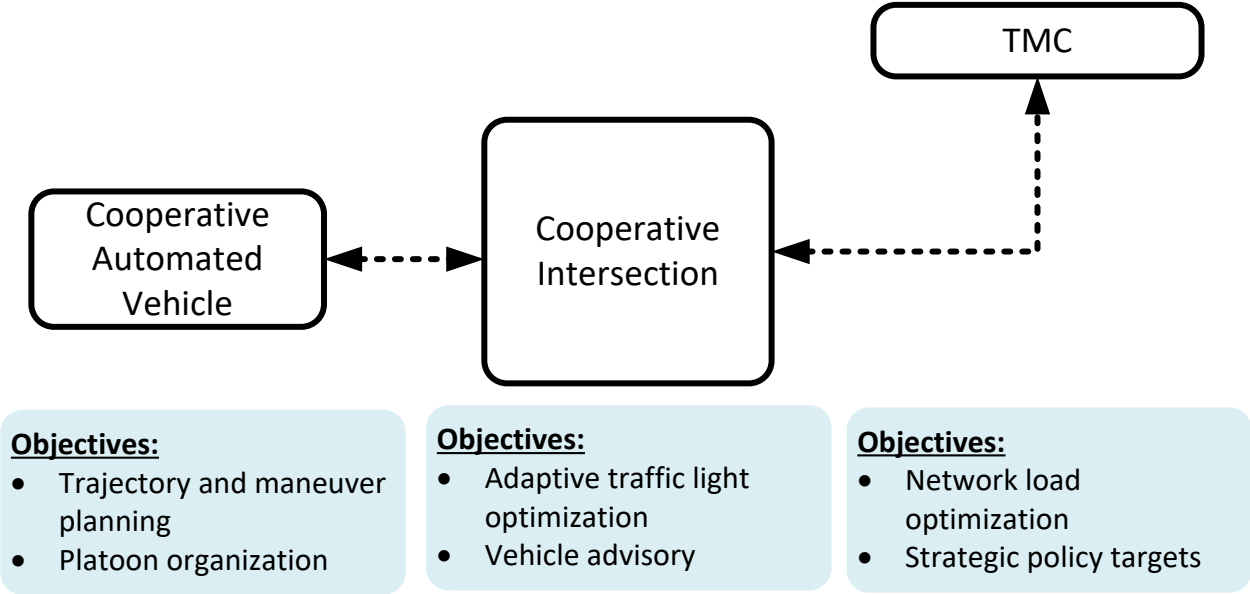 TMC
Cooperative
Automated
Vehicle
Cooperative
Intersection
Objectives:
• Trajectory and maneuver
planning
• Platoon organization
Objectives:
• Adaptive traffic light
optimization
• Vehicle advisory
Objectives:
• Network load
optimization
• Strategic policy targets